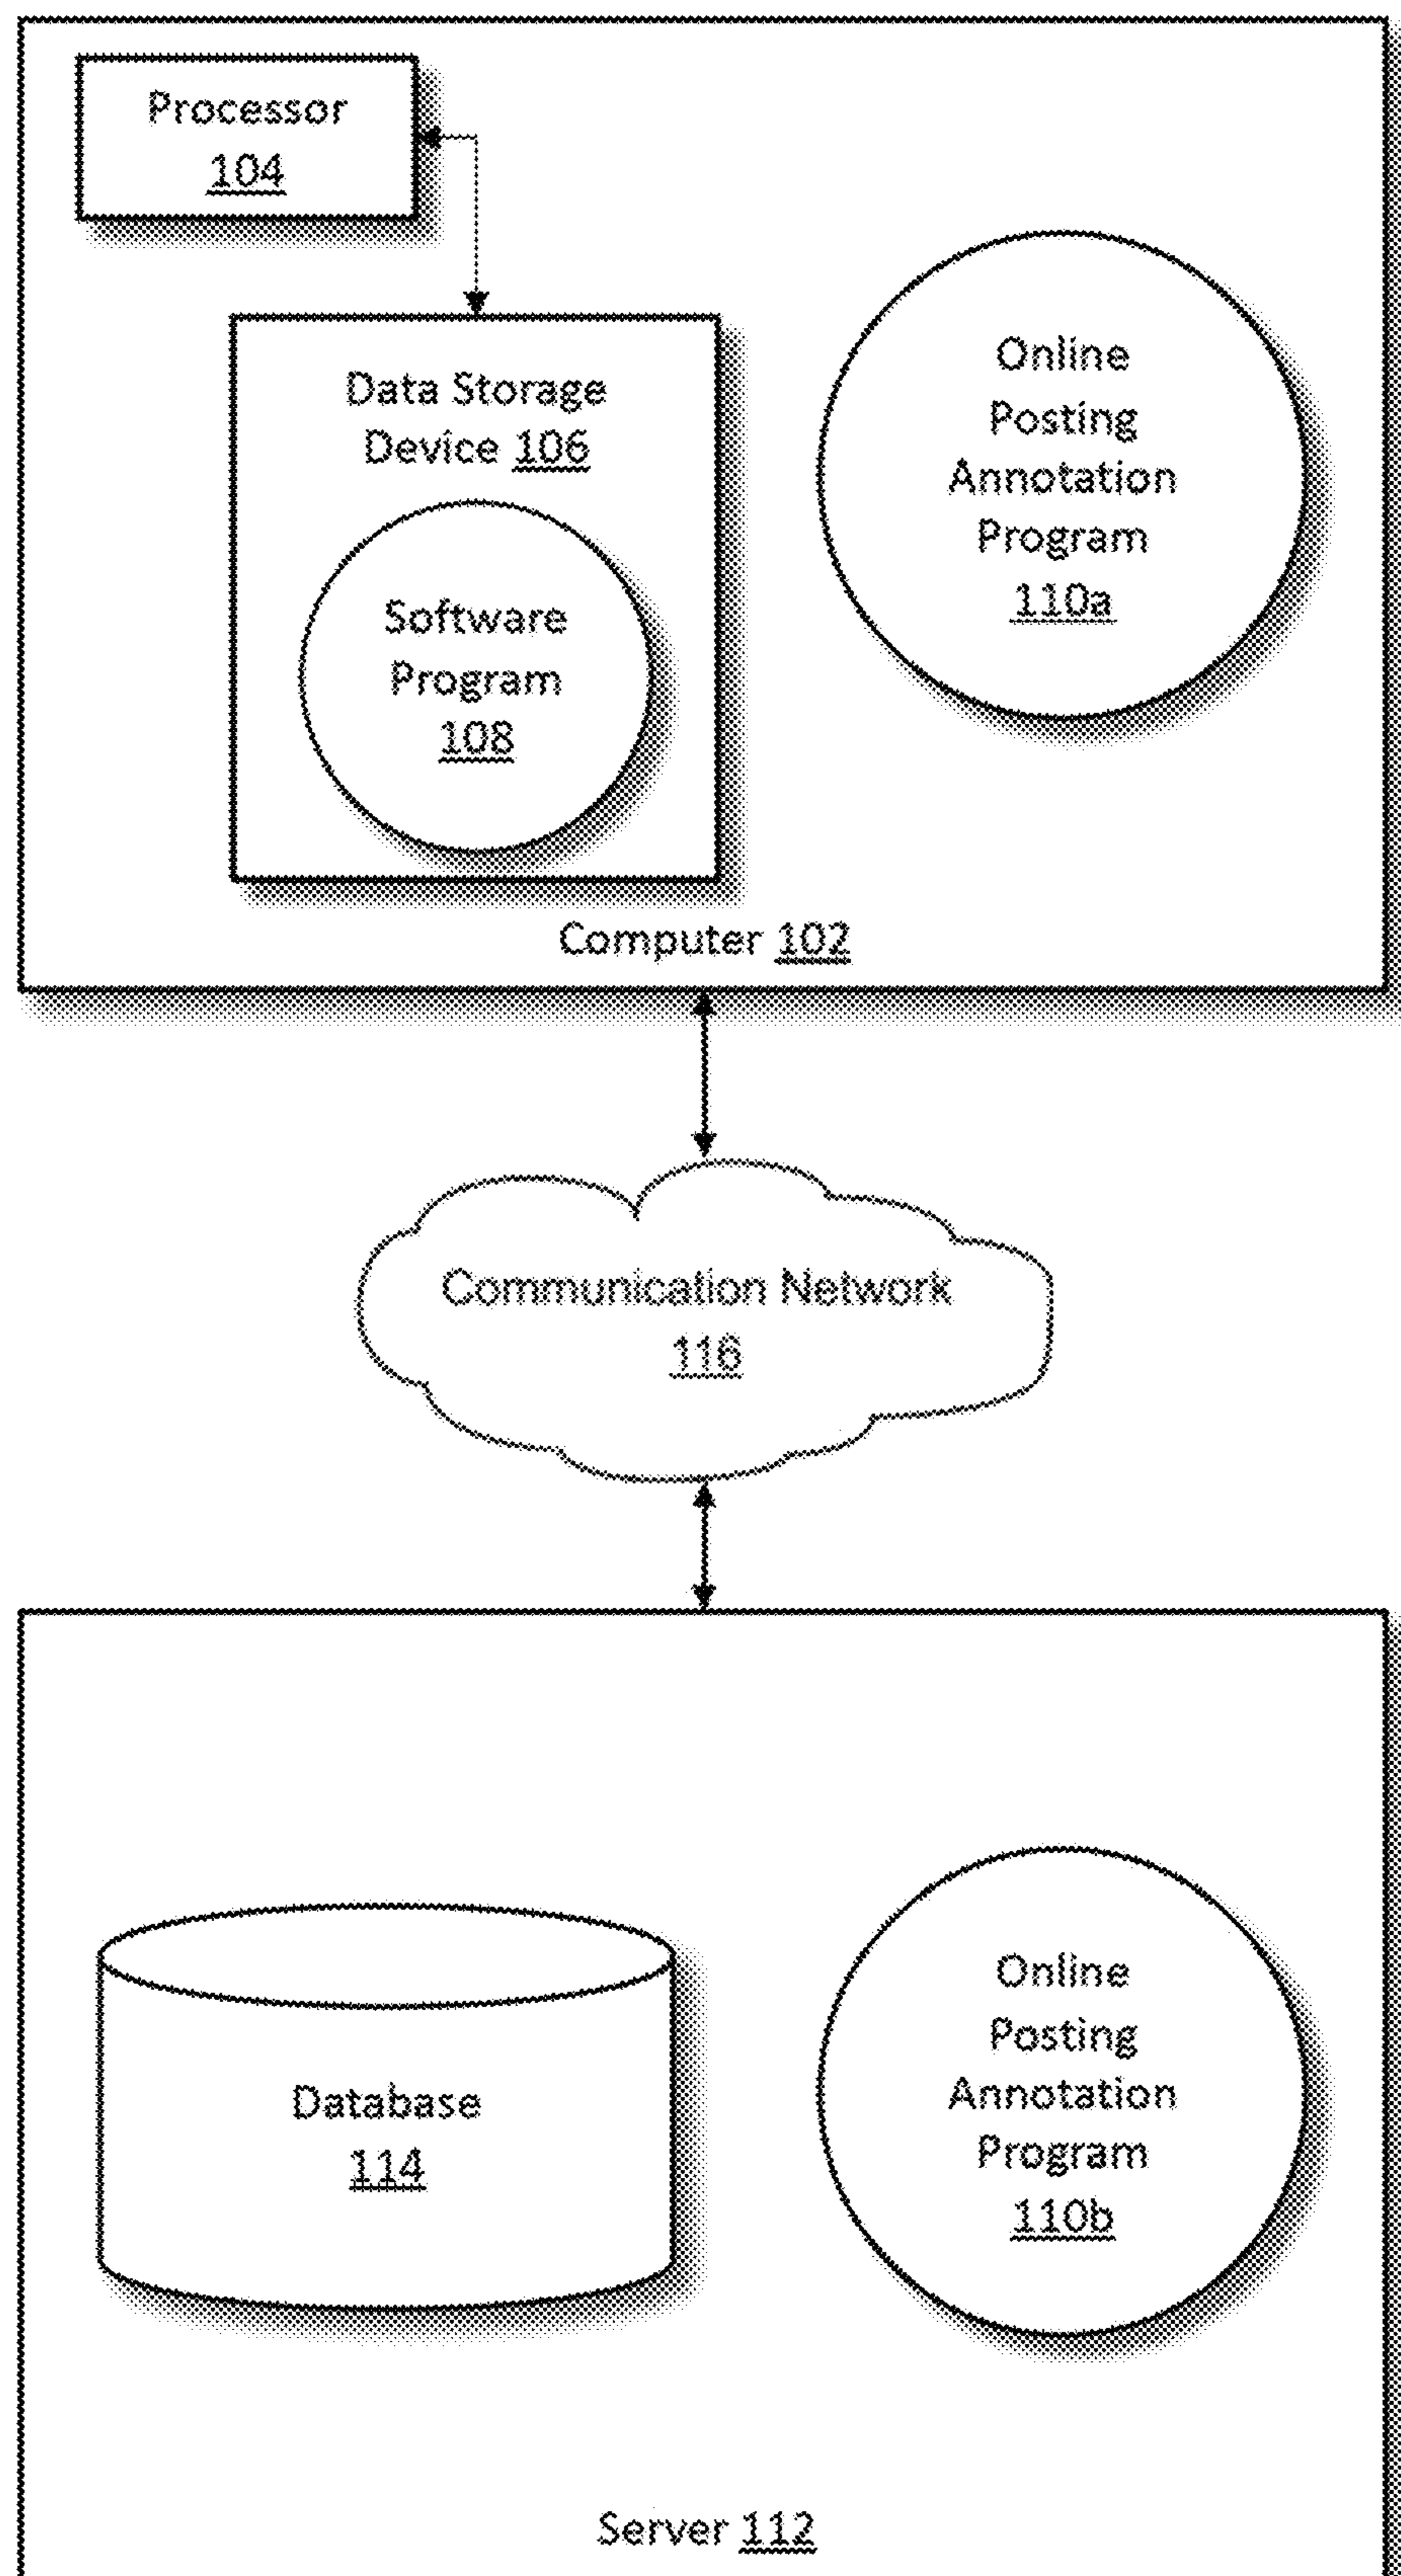 Processor
104
Data Storage
Device 106
Software
Program
108
Online
Posting
Annotation
Program
110a
Computer 102
Communication Network
116
Database
114
Online
Posting
Annotation
Program
110b
Server 112